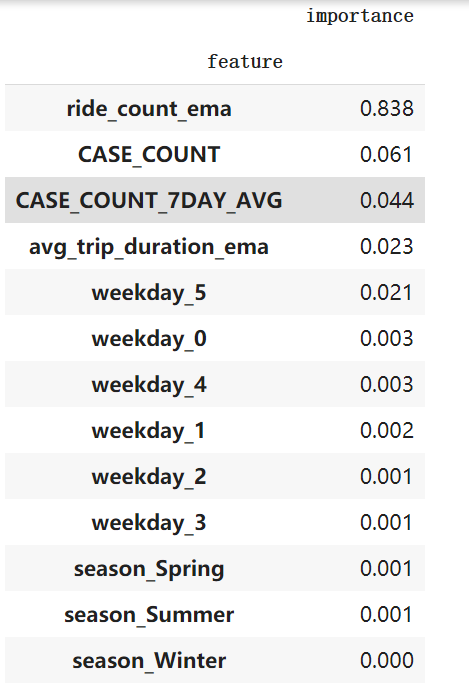 importance
feature
ride_count_ema 0.838
CASE_COUNT 0.061
CASE_COUNT_7DAY_AVG 0.044
avg_trip_duration_ema 0.023
weekday_5 0.021
weekday_0 0.003
weekday_4 0.003
weekday_1 0.002
weekday_2 0.001
weekday_3 0.001
season_Spring 0.001
season_Summer 0.001
season_Winter 0.000